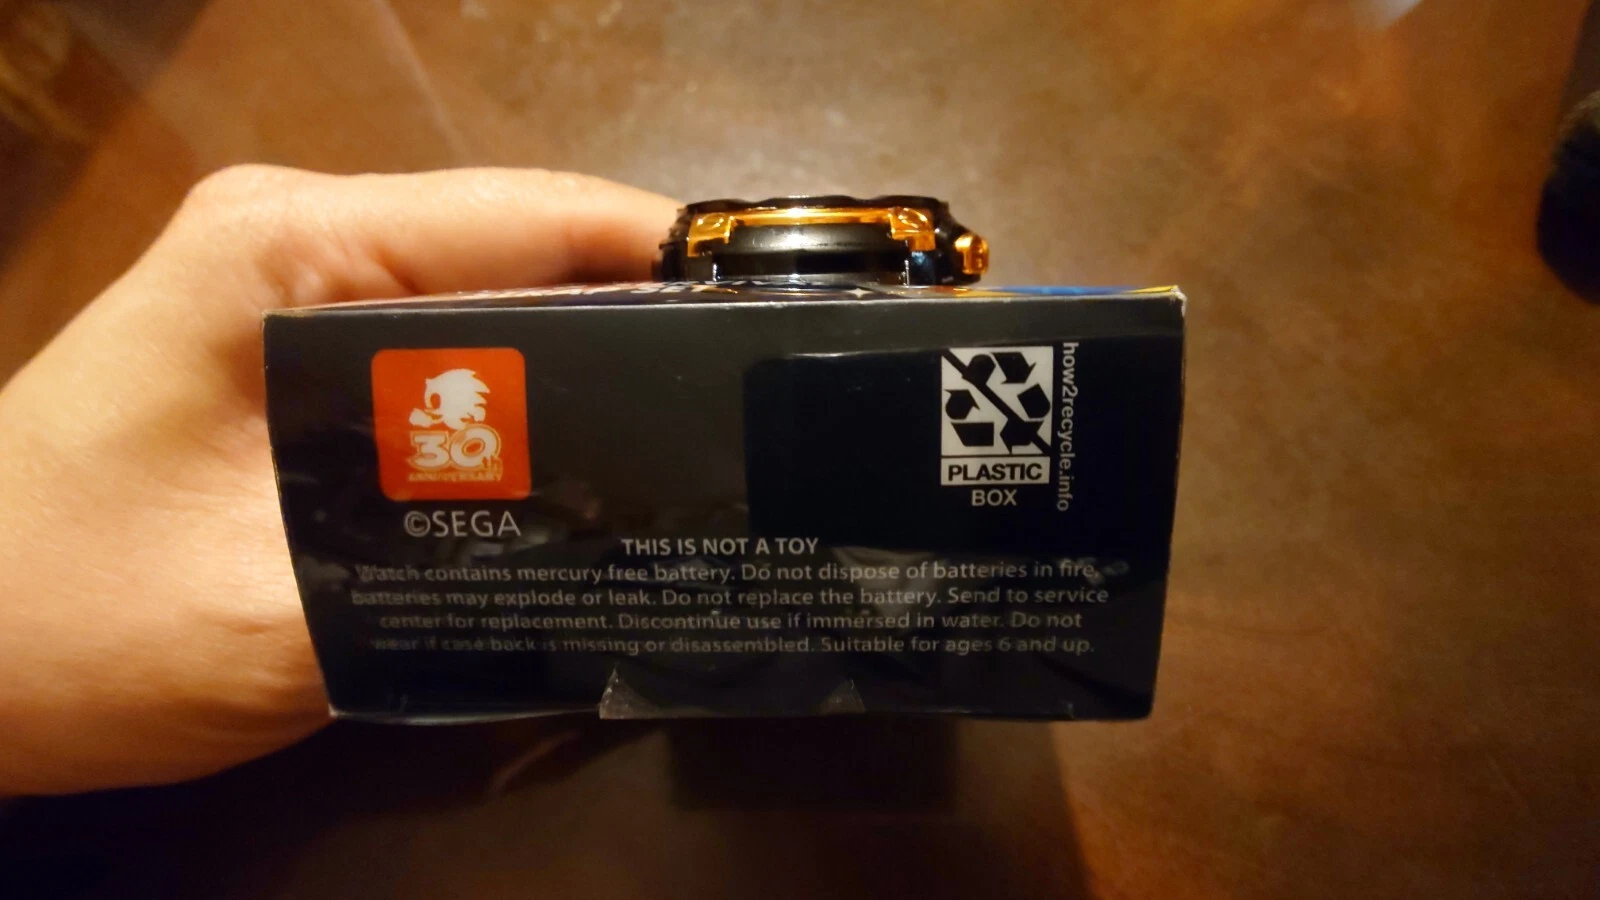 30th
ANNIVERSARY
©SEGA
PLASTIC
BOX
how2recycle.info
THIS IS NOT A TOY
Watch contains mercury free battery. Do not dispose of batteries in fire,
batteries may explode or leak. Do not replace the battery. Send to service
center for replacement. Discontinue use if immersed in water. Do not
wear if case back is missing or disassembled. Suitable for ages 6 and up.